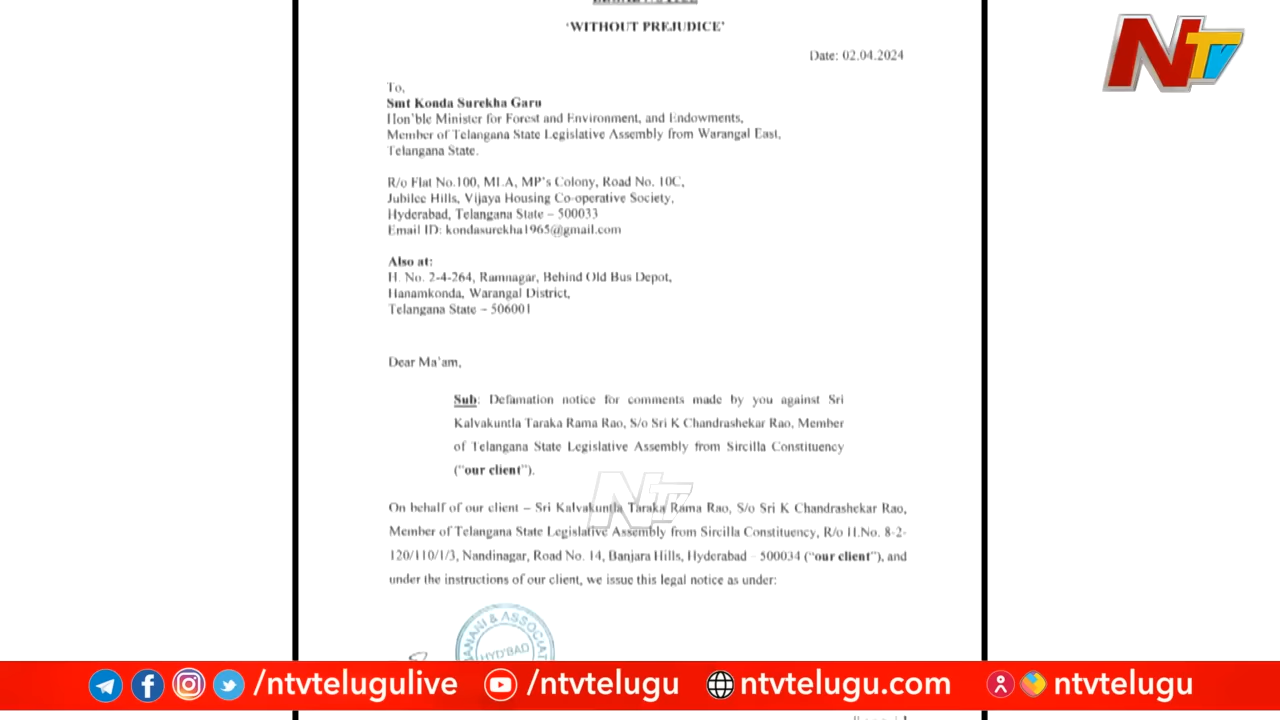 'WITHOUT PREJUDICE'
Date: 02.04.2024
To,
Smt Konda Surekha Garu
Hon'ble Minister for Forest and Environment, and Endowments,
Member of Telangana State Legislative Assembly from Warangal East,
Telangana State.
R/o Flat No.100, MLA, MP's Colony, Road No. 10C,
Jubilee Hills, Vijaya Housing Co-operative Society,
Hyderabad, Telangana State – 500033
Email ID: kondasurekha1965@gmail.com
Also at:
H. No. 2-4-264, Ramnagar, Behind Old Bus Depot,
Hanamkonda, Warangal District,
Telangana State – 506001
Dear Ma'am,
Sub: Defamation notice for comments made by you against Sri
Kalvakuntla Taraka Rama Rao, S/o Sri K Chandrashekar Rao, Member
of Telangana State Legislative Assembly from Sircilla Constituency
("our client").
On behalf of our client – Sri Kalvakuntla Taraka Rama Rao, S/o Sri K Chandrashekar Rao,
Member of Telangana State Legislative Assembly from Sircilla Constituency, R/o H.No. 8-2-
120/110/1/3, Nandinagar, Road No. 14, Banjara Hills, Hyderabad – 500034 ("our client"), and
under the instructions of our client, we issue this legal notice as under:
HYD'BAD
NTV
NTV
/ntvtelugulive
/ntvtelugu
ntvtelugu.com
ntvtelugu